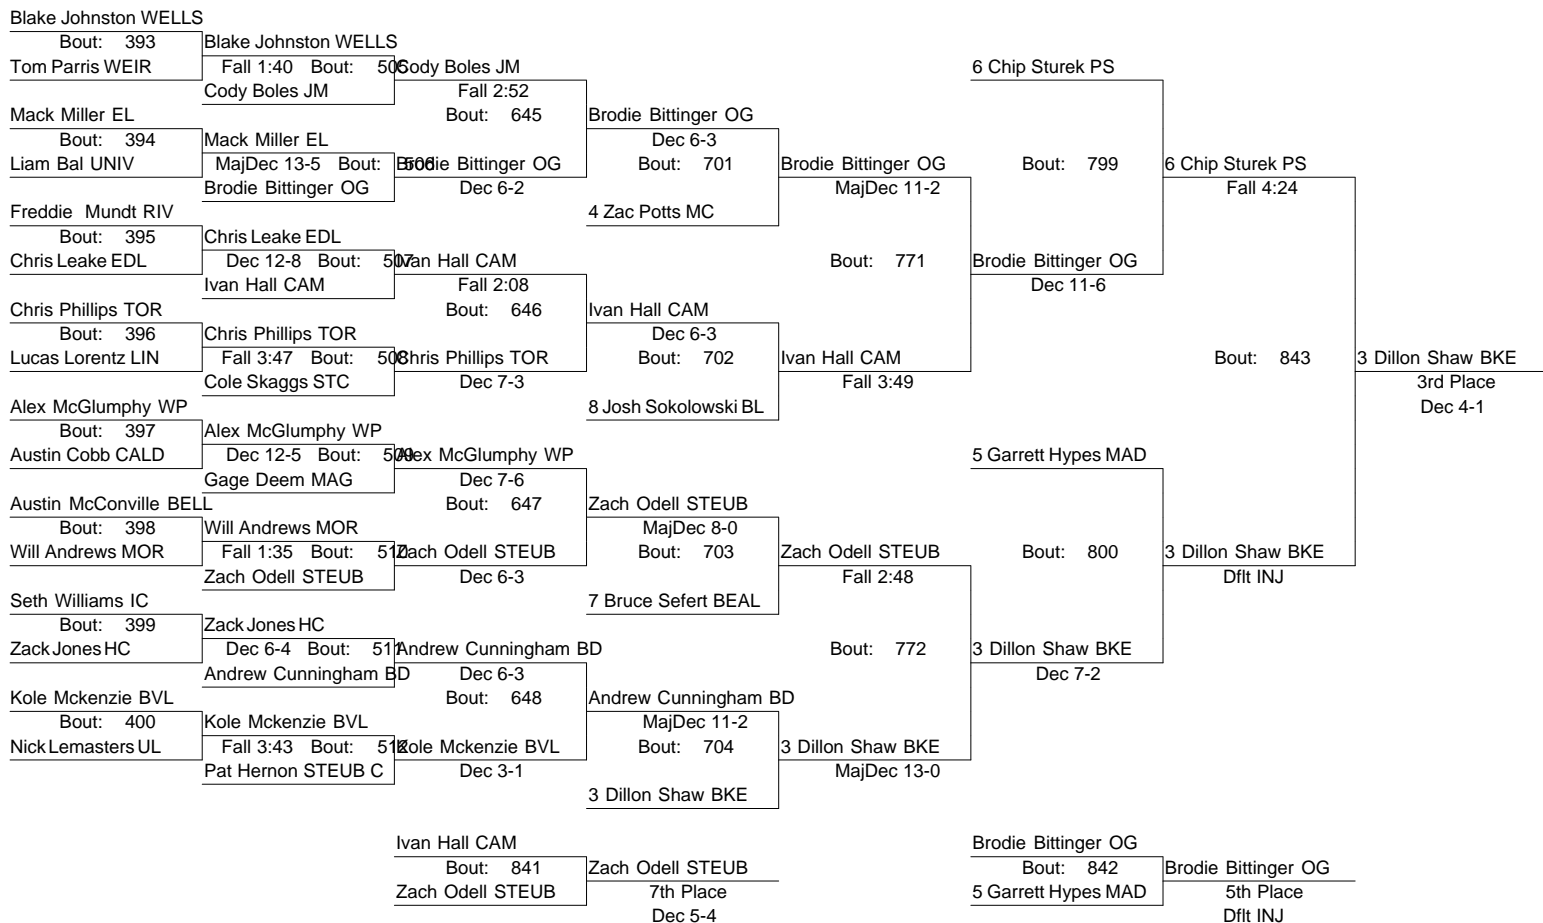 Blake Johnston WELLS
Bout: 393 Blake Johnston WELLS
Tom Parris WEIR Fall 1:40 Bout: 505 Cody Boles JM 6 Chip Sturek PS
Cody Boles JM Fall 2:52
Mack Miller EL Bout: 645 Brodie Bittinger OG
Bout: 394 Mack Miller EL Dec 6-3
Liam Bal UNIV MajDec 13-5 Bout: 506 Brodie Bittinger OG Bout: 701 Brodie Bittinger OG Bout: 799 6 Chip Sturek PS
Brodie Bittinger OG Dec 6-2 MajDec 11-2 Fall 4:24
Freddie Mundt RIV 4 Zac Potts MC
Bout: 395 Chris Leake EDL
Chris Leake EDL Dec 12-8 Bout: 507 Ivan Hall CAM Bout: 771 Brodie Bittinger OG
Ivan Hall CAM Fall 2:08 Dec 11-6
Chris Phillips TOR Bout: 646 Ivan Hall CAM
Bout: 396 Chris Phillips TOR Dec 6-3
Lucas Lorentz LIN Fall 3:47 Bout: 508 Chris Phillips TOR Bout: 702 Ivan Hall CAM Bout: 843 3 Dillon Shaw BKE
Cole Skaggs STC Dec 7-3 Fall 3:49 3rd Place
Alex McGlumphy WP 8 Josh Sokolowski BL Dec 4-1
Bout: 397 Alex McGlumphy WP
Austin Cobb CALD Dec 12-5 Bout: 509 Alex McGlumphy WP 5 Garrett Hypes MAD
Gage Deem MAG Dec 7-6
Austin McConville BELL Bout: 647 Zach Odell STEUB
Bout: 398 Will Andrews MOR MajDec 8-0
Will Andrews MOR Fall 1:35 Bout: 510 Zach Odell STEUB Bout: 703 Zach Odell STEUB Bout: 800 3 Dillon Shaw BKE
Zach Odell STEUB Dec 6-3 Fall 2:48 Dflt INJ
Seth Williams IC 7 Bruce Sefert BEAL
Bout: 399 Zack Jones HC
Zack Jones HC Dec 6-4 Bout: 511 Andrew Cunningham BD Bout: 772 3 Dillon Shaw BKE
Andrew Cunningham BD Dec 6-3 Dec 7-2
Kole Mckenzie BVL Bout: 648 Andrew Cunningham BD
Bout: 400 Kole Mckenzie BVL MajDec 11-2
Nick Lemasters UL Fall 3:43 Bout: 512 Kole Mckenzie BVL Bout: 704 3 Dillon Shaw BKE
Pat Hernon STEUB C Dec 3-1 MajDec 13-0
3 Dillon Shaw BKE
Ivan Hall CAM Brodie Bittinger OG
Bout: 841 Zach Odell STEUB Bout: 842 Brodie Bittinger OG
Zach Odell STEUB 7th Place 5 Garrett Hypes MAD 5th Place
Dec 5-4 Dflt INJ